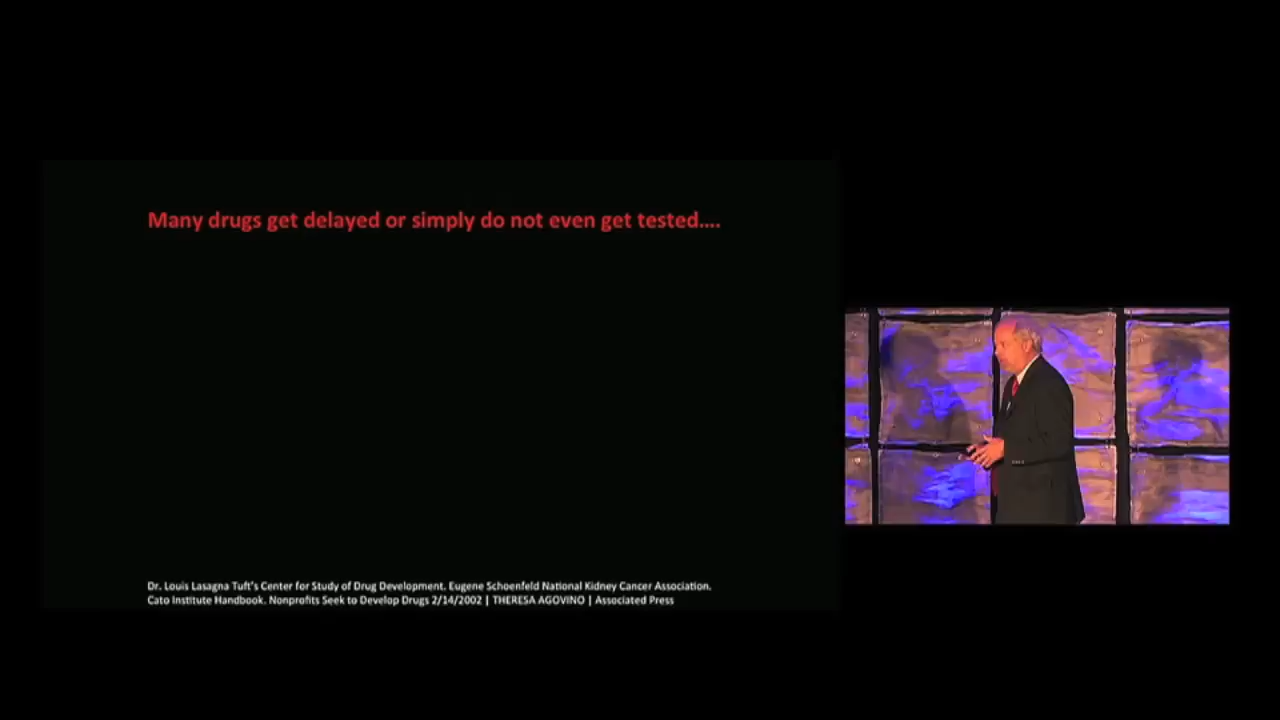 Many drugs get delayed or simply do not even get tested....
Dr. Louis Lasagna Tuft's Center for Study of Drug Development. Eugene Schoenfeld National Kidney Cancer Association.
Cato Institute Handbook. Nonprofits Seek to Develop Drugs 2/14/2002 | THERESA AGOVINO | Associated Press